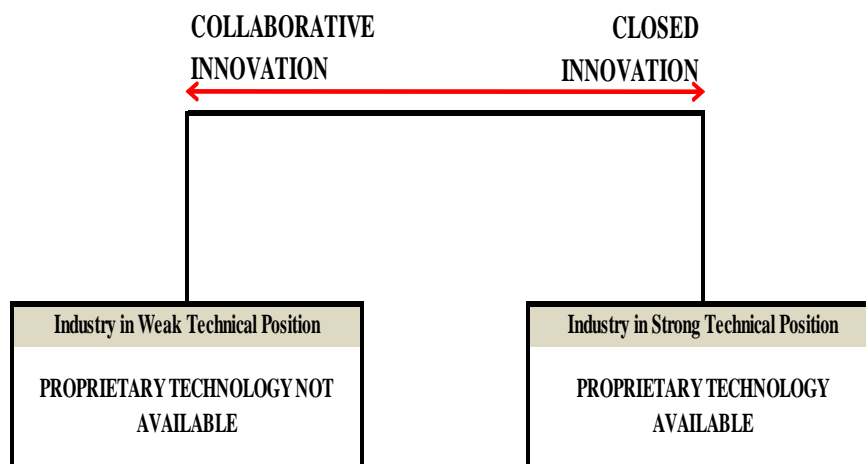 COLLABORATIVE
INNOVATION
CLOSED
INNOVATION
Industry in Weak Technical Position
PROPRIETARY TECHNOLOGY NOT
AVAILABLE
Industry in Strong Technical Position
PROPRIETARY TECHNOLOGY
AVAILABLE